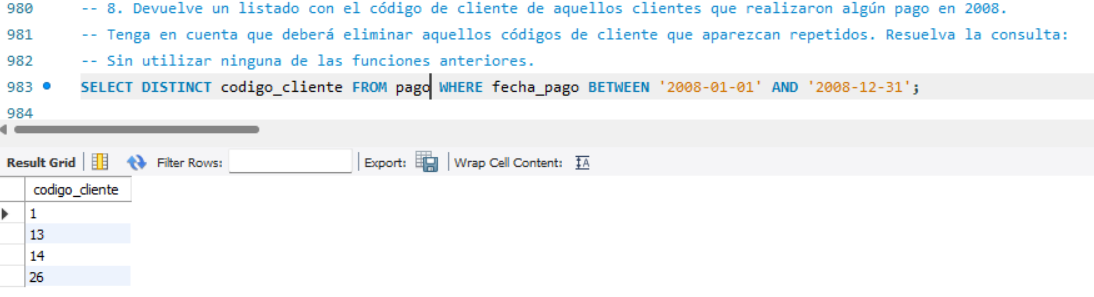 980 -- 8. Devuelve un listado con el código de cliente de aquellos clientes que realizaron algún pago en 2008.
981 -- Tenga en cuenta que deberá eliminar aquellos códigos de cliente que aparezcan repetidos. Resuelva la consulta:
982 -- Sin utilizar ninguna de las funciones anteriores.
983 SELECT DISTINCT codigo_cliente FROM pago WHERE fecha_pago BETWEEN '2008-01-01' AND '2008-12-31';
984
Result Grid Filter Rows: Export: Wrap Cell Content: IA
codigo_cliente
1
13
14
26